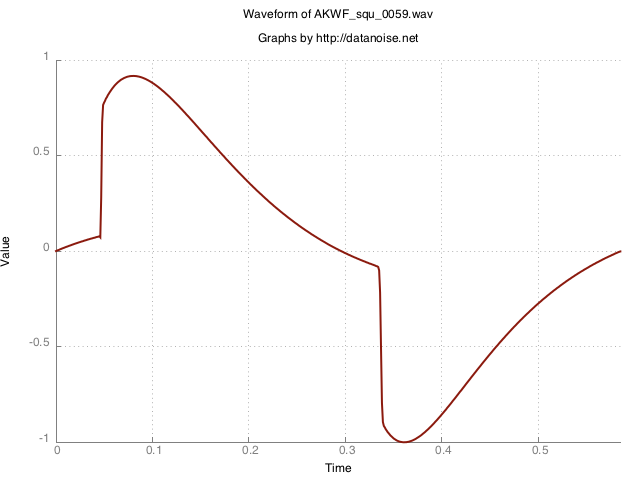 Waveform of AKWF_squ_0059.wav
Graphs by http://datanoise.net
1
0.5
0
-0.5
-1
Value
0 0.1 0.2 0.3 0.4 0.5
Time